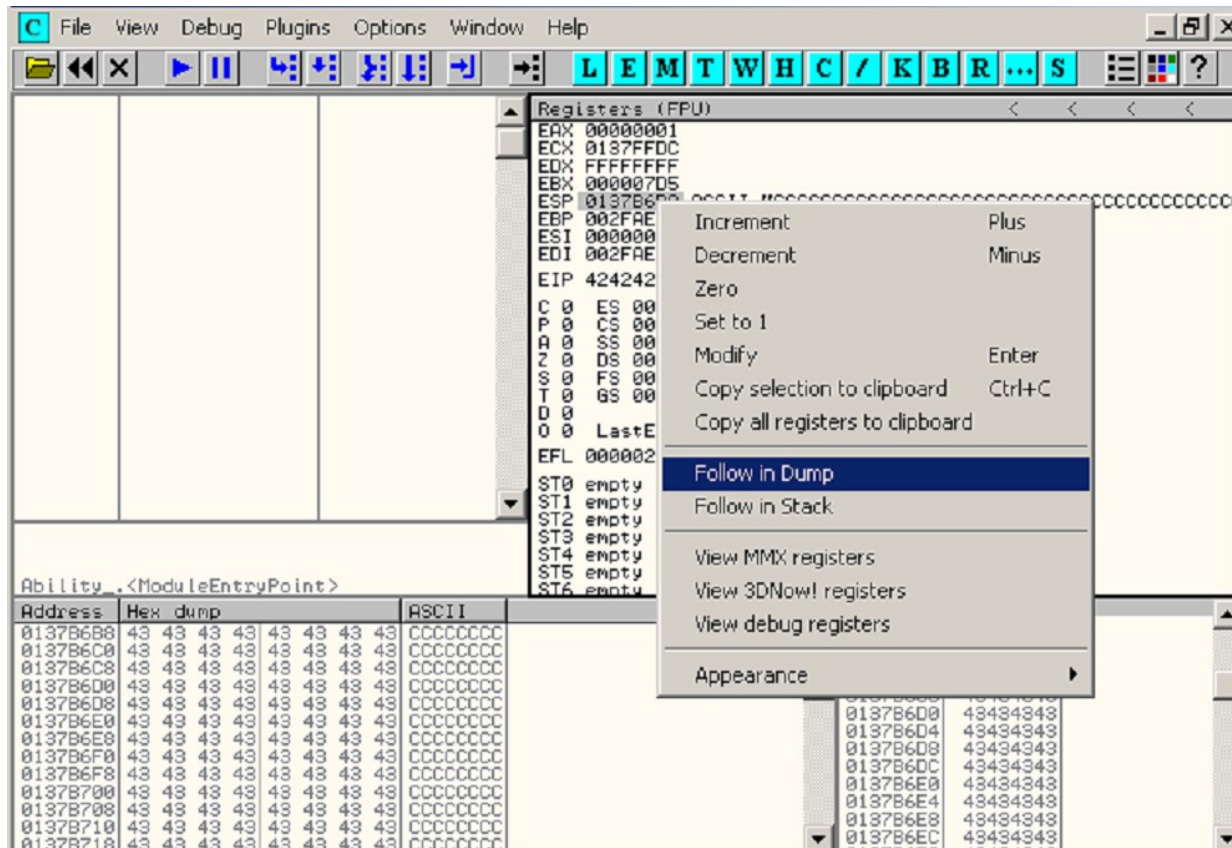 C File View Debug Plugins Options Window Help
L E M T W H C / K B R ... S ?
Registers (FPU) < < < <
EAX 00000001
ECX 0137FFDC
EDX FFFFFFFF
EBX 000007D5
ESP
EBP 002FAE
ESI 000000
EDI 002FAE
EIP 424242
C 0 ES 00
P 0 CS 00
A 0 SS 00
Z 0 DS 00
S 0 FS 00
T 0 GS 00
D 0
O 0 LastE
EFL 000002
ST0 empty
ST1 empty
ST2 empty
ST3 empty
ST4 empty
ST5 empty
ST6 empty
Increment Plus
Decrement Minus
Zero
Set to 1
Modify Enter
Copy selection to clipboard Ctrl+C
Copy all registers to clipboard
Follow in Dump
Follow in Stack
View MMX registers
View 3DNow! registers
View debug registers
Appearance
Ability_.<ModuleEntryPoint>
Address Hex dump ASCII
0137B6B8 43 43 43 43 43 43 43 43 CCCCCCCC
0137B6C0 43 43 43 43 43 43 43 43 CCCCCCCC
0137B6C8 43 43 43 43 43 43 43 43 CCCCCCCC
0137B6D0 43 43 43 43 43 43 43 43 CCCCCCCC
0137B6D8 43 43 43 43 43 43 43 43 CCCCCCCC
0137B6E0 43 43 43 43 43 43 43 43 CCCCCCCC
0137B6E8 43 43 43 43 43 43 43 43 CCCCCCCC
0137B6F0 43 43 43 43 43 43 43 43 CCCCCCCC
0137B6F8 43 43 43 43 43 43 43 43 CCCCCCCC
0137B700 43 43 43 43 43 43 43 43 CCCCCCCC
0137B708 43 43 43 43 43 43 43 43 CCCCCCCC
0137B710 43 43 43 43 43 43 43 43 CCCCCCCC
0137B718 43 43 43 43 43 43 43 43 CCCCCCCC
0137B6D0 43434343
0137B6D4 43434343
0137B6D8 43434343
0137B6DC 43434343
0137B6E0 43434343
0137B6E4 43434343
0137B6E8 43434343
0137B6EC 43434343